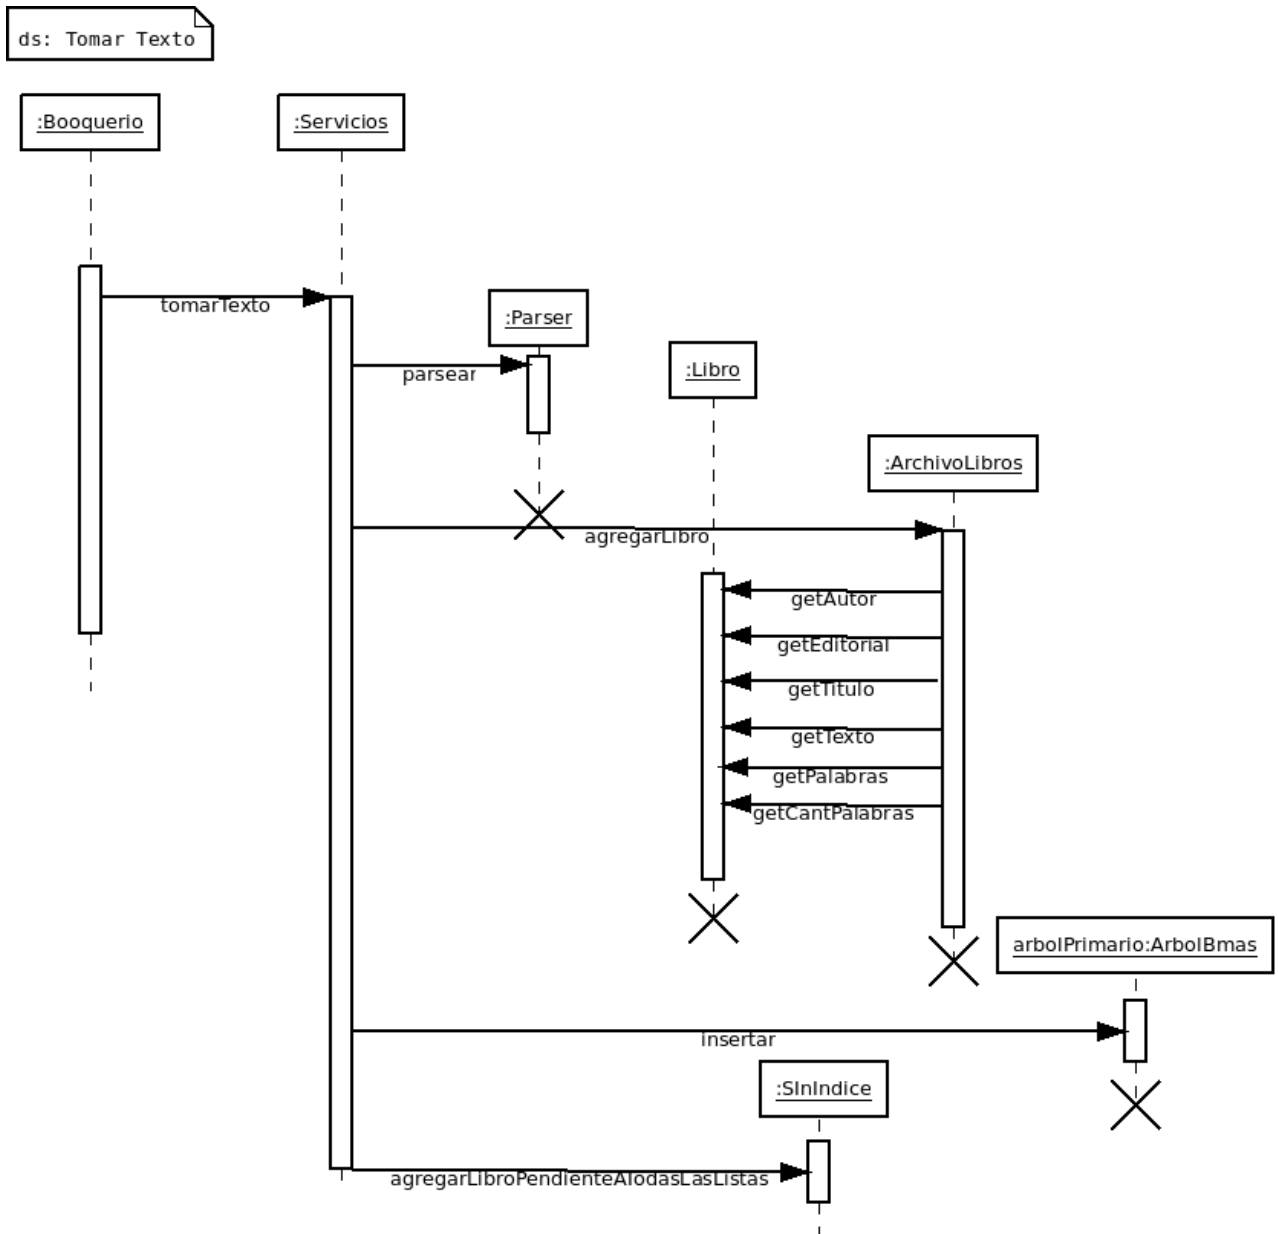 ds: Tomar Texto
:Booquerio
:Servicios
tomarTexto
:Parser
parsear
:Libro
:ArchivoLibros
agregarLibro
getAutor
getEditorial
getTitulo
getTexto
getPalabras
getCantPalabras
arbolPrimario:ArbolBmas
insertar
:SInIndice
agregarLibroPendienteATodasLasListas